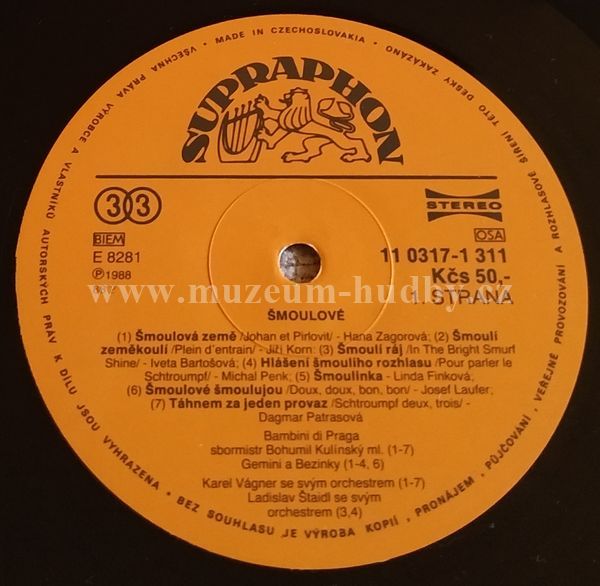 VŠECHNA PRÁVA VÝROBCE A VLASTNÍKŮ AUTORSKÝCH PRÁV K DÍLU JSOU VYHRAZENA • BEZ SOUHLASU JE VÝROBA KOPIÍ, PRONÁJEM, PŮJČOVÁNÍ, VEŘEJNÉ PROVOZOVÁNÍ A ROZHLASOVÉ ŠÍŘENÍ TÉTO DESKY ZAKÁZÁNO • MADE IN CZECHOSLOVAKIA •
SUPRAPHON
33
STEREO
BIEM
OSA
E 8281
11 0317-1 311
℗ 1988
Kčs 50,-
1. STRANA
www.muzeum-hudby.cz
ŠMOULOVÉ
(1) Šmoulová země /Johan et Pirlovit/ - Hana Zagorová; (2) Šmoulí
zeměkoulí /Plein d'entrain/ - Jiří Korn: (3) Šmoulí ráj /In The Bright Smurf
Shine/ - Iveta Bartošová; (4) Hlášení šmoulího rozhlasu /Pour parler le
Schtroumpf/ - Michal Penk; (5) Šmoulinka - Linda Finková;
(6) Šmoulové šmoulujou /Doux, doux, bon, bon/ - Josef Laufer;
(7) Táhnem za jeden provaz /Schtroumpf deux, trois/ -
Dagmar Patrasová
Bambini di Praga
sbormistr Bohumil Kulínský ml. (1-7)
Gemini a Bezinky (1-4, 6)
Karel Vágner se svým orchestrem (1-7)
Ladislav Štaidl se svým
orchestrem (3,4)